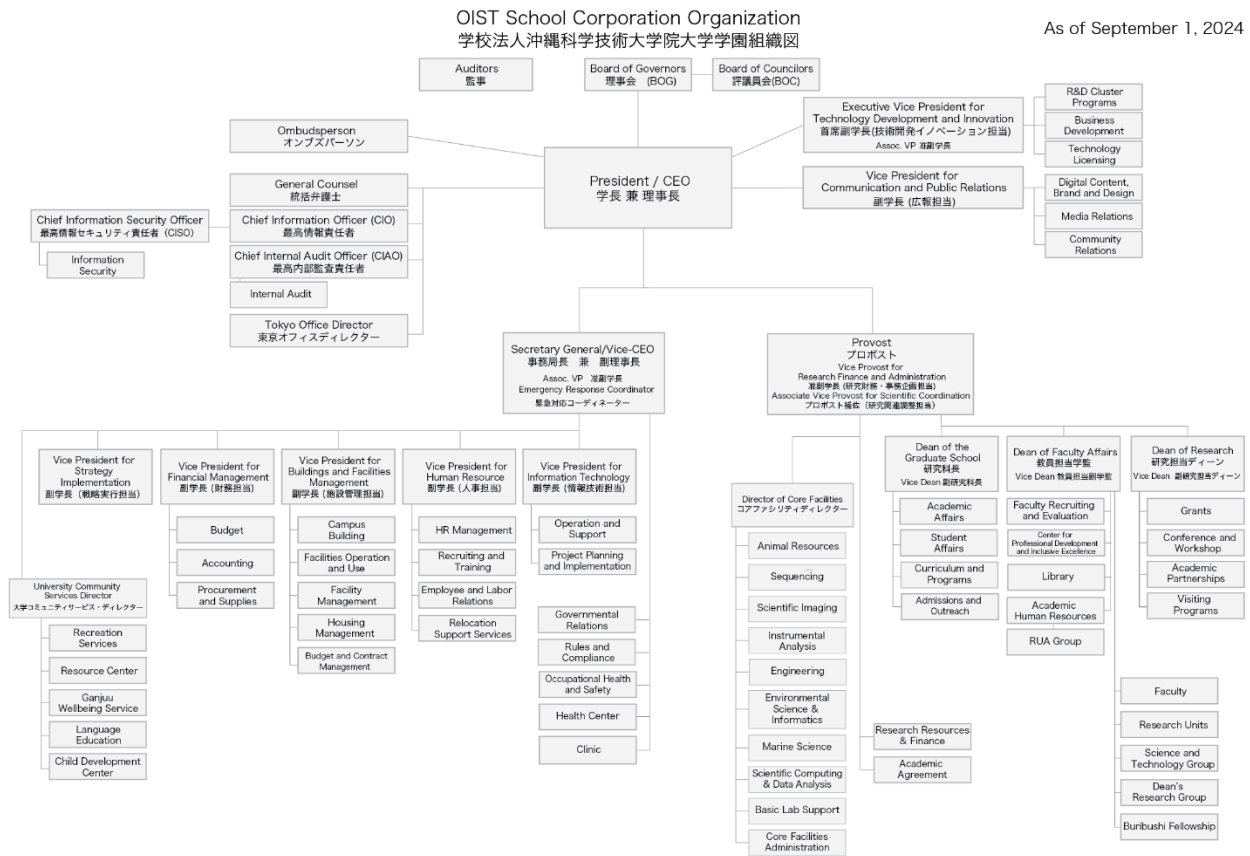 OIST School Corporation Organization
学校法人沖縄科学技術大学院大学学園組織図
As of September 1, 2024
Auditors
監事
Board of Governors
理事会 (BOG)
Board of Councilors
評議員会(BOC)
Ombudsperson
オンブズパーソン
President / CEO
学長 兼 理事長
Executive Vice President for
Technology Development and Innovation
首席副学長(技術開発イノベーション担当)
Assoc. VP 准副学長
R&D Cluster
Programs
Business
Development
Technology
Licensing
Vice President for
Communication and Public Relations
副学長 (広報担当)
Digital Content,
Brand and Design
Media Relations
Community
Relations
General Counsel
統括弁護士
Chief Information Security Officer
最高情報セキュリティ責任者 (CISO)
Information
Security
Chief Information Officer (CIO)
最高情報責任者
Chief Internal Audit Officer (CIAO)
最高内部監査責任者
Internal Audit
Tokyo Office Director
東京オフィスディレクター
Secretary General/Vice-CEO
事務局長 兼 副理事長
Assoc. VP 准副学長
Emergency Response Coordinator
緊急対応コーディネーター
Provost
プロボスト
Vice Provost for
Research Finance and Administration
准副学長 (研究財務・事務企画担当)
Associate Vice Provost for Scientific Coordination
プロボスト補佐 (研究関連調整担当)
Vice President for
Strategy
Implementation
副学長 (戦略実行担当)
Vice President for
Financial Management
副学長 (財務担当)
Budget
Accounting
Procurement
and Supplies
Vice President for
Buildings and Facilities
Management
副学長 (施設管理担当)
Campus
Building
Facilities Operation
and Use
Facility
Management
Housing
Management
Budget and Contract
Management
Vice President for
Human Resource
副学長 (人事担当)
HR Management
Recruiting and
Training
Employee and Labor
Relations
Relocation
Support Services
Vice President for
Information Technology
副学長 (情報技術担当)
Operation and
Support
Project Planning
and Implementation
University Community
Services Director
大学コミュニティサービス・ディレクター
Recreation
Services
Resource Center
Ganjuu
Wellbeing Service
Language
Education
Child Development
Center
Governmental
Relations
Rules and
Compliance
Occupational Health
and Safety
Health Center
Clinic
Director of Core Facilities
コアファシリティディレクター
Animal Resources
Sequencing
Scientific Imaging
Instrumental
Analysis
Engineering
Environmental
Science &
Informatics
Marine Science
Scientific Computing
& Data Analysis
Basic Lab Support
Core Facilities
Administration
Research Resources
& Finance
Academic
Agreement
Dean of the
Graduate School
研究科長
Vice Dean 副研究科長
Academic
Affairs
Student
Affairs
Curriculum and
Programs
Admissions and
Outreach
Dean of Faculty Affairs
教員担当学監
Vice Dean 教員担当副学監
Faculty Recruiting
and Evaluation
Center for
Professional Development
and Inclusive Excellence
Library
Academic
Human Resources
RUA Group
Dean of Research
研究担当ディーン
Vice Dean 副研究担当ディーン
Grants
Conference and
Workshop
Academic
Partnerships
Visiting
Programs
Faculty
Research Units
Science and
Technology Group
Dean's
Research Group
Buribushi Fellowship